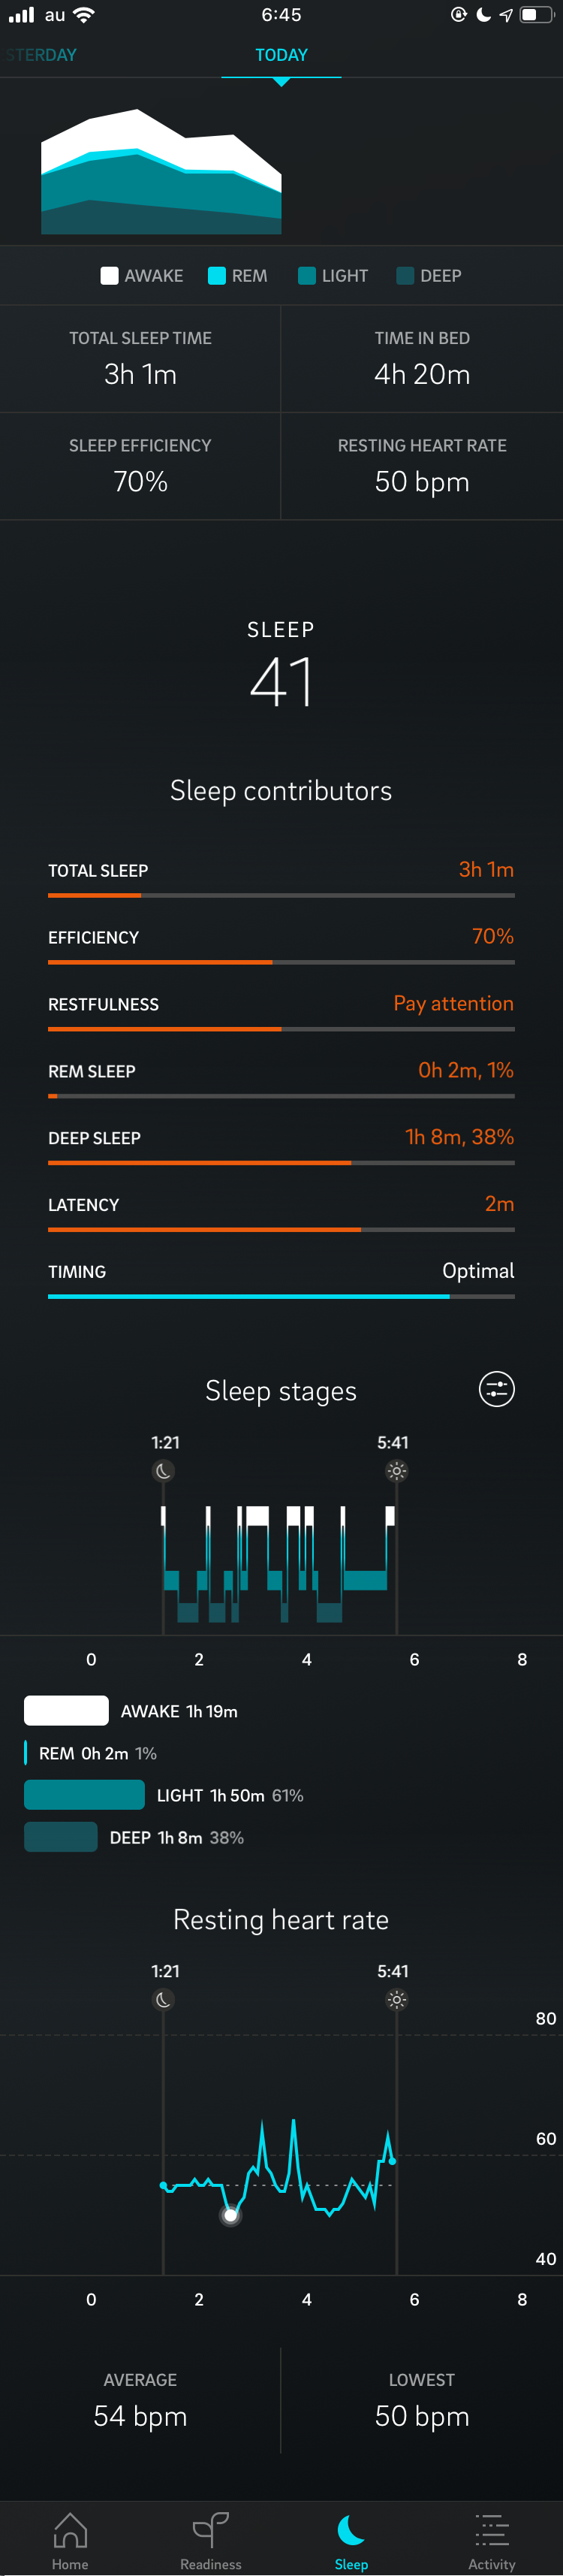 au 6:45
STERDAY TODAY
AWAKE REM LIGHT DEEP
TOTAL SLEEP TIME TIME IN BED
3h 1m 4h 20m
SLEEP EFFICIENCY RESTING HEART RATE
70% 50 bpm
SLEEP
41
Sleep contributors
TOTAL SLEEP 3h 1m
EFFICIENCY 70%
RESTFULNESS Pay attention
REM SLEEP 0h 2m, 1%
DEEP SLEEP 1h 8m, 38%
LATENCY 2m
TIMING Optimal
Sleep stages
1:21 5:41
0 2 4 6 8
AWAKE 1h 19m
REM 0h 2m 1%
LIGHT 1h 50m 61%
DEEP 1h 8m 38%
Resting heart rate
1:21 5:41
80
60
40
0 2 4 6 8
AVERAGE LOWEST
54 bpm 50 bpm
Home Readiness Sleep Activity